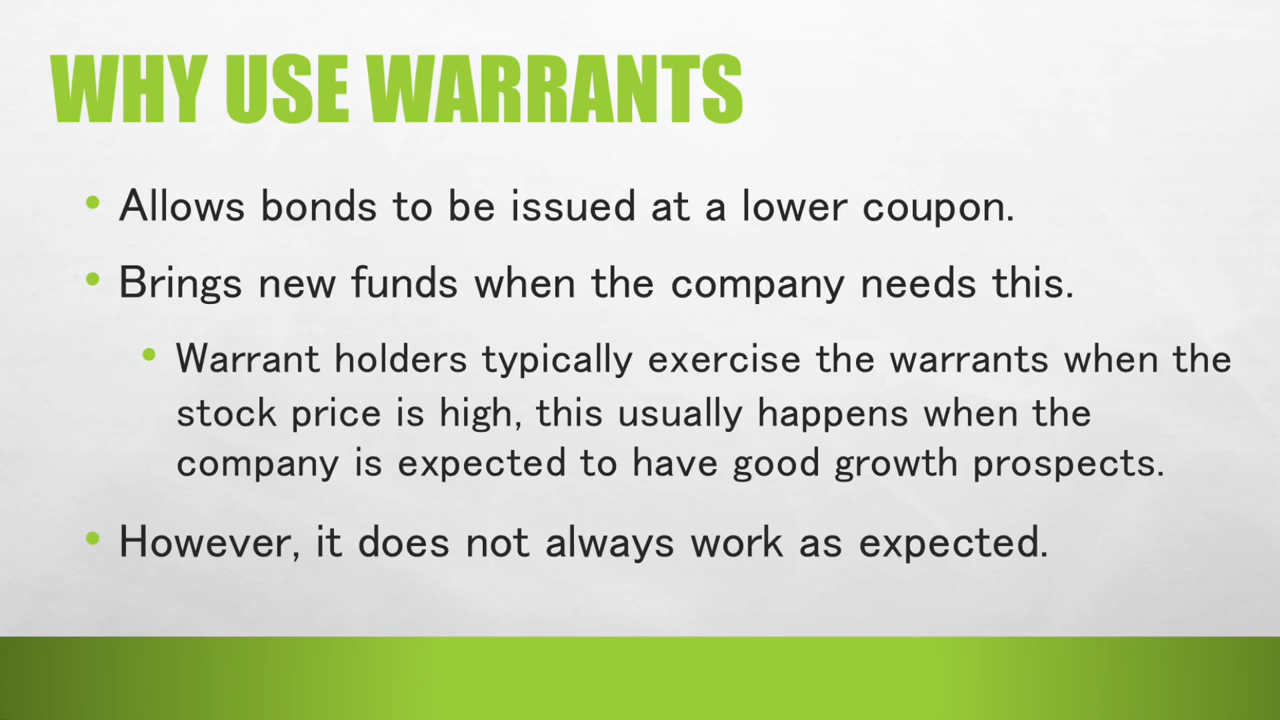 WHY USE WARRANTS
• Allows bonds to be issued at a lower coupon.
• Brings new funds when the company needs this.
• Warrant holders typically exercise the warrants when the
stock price is high, this usually happens when the
company is expected to have good growth prospects.
• However, it does not always work as expected.